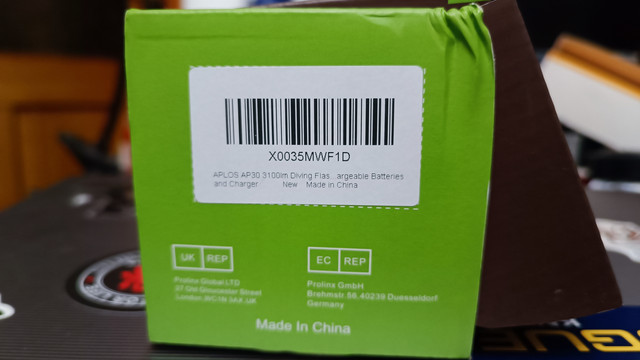 X0035MWF1D
APLOS AP30 3100lm Diving Flas...argeable Batteries
and Charger New Made in China
UK REP
Prolinx Global LTD
27 Old Gloucester Street
London,WC1N 3AX,UK
EC REP
Prolinx GmbH
Brehmstr.56,40239 Duesseldorf
Germany
Made In China